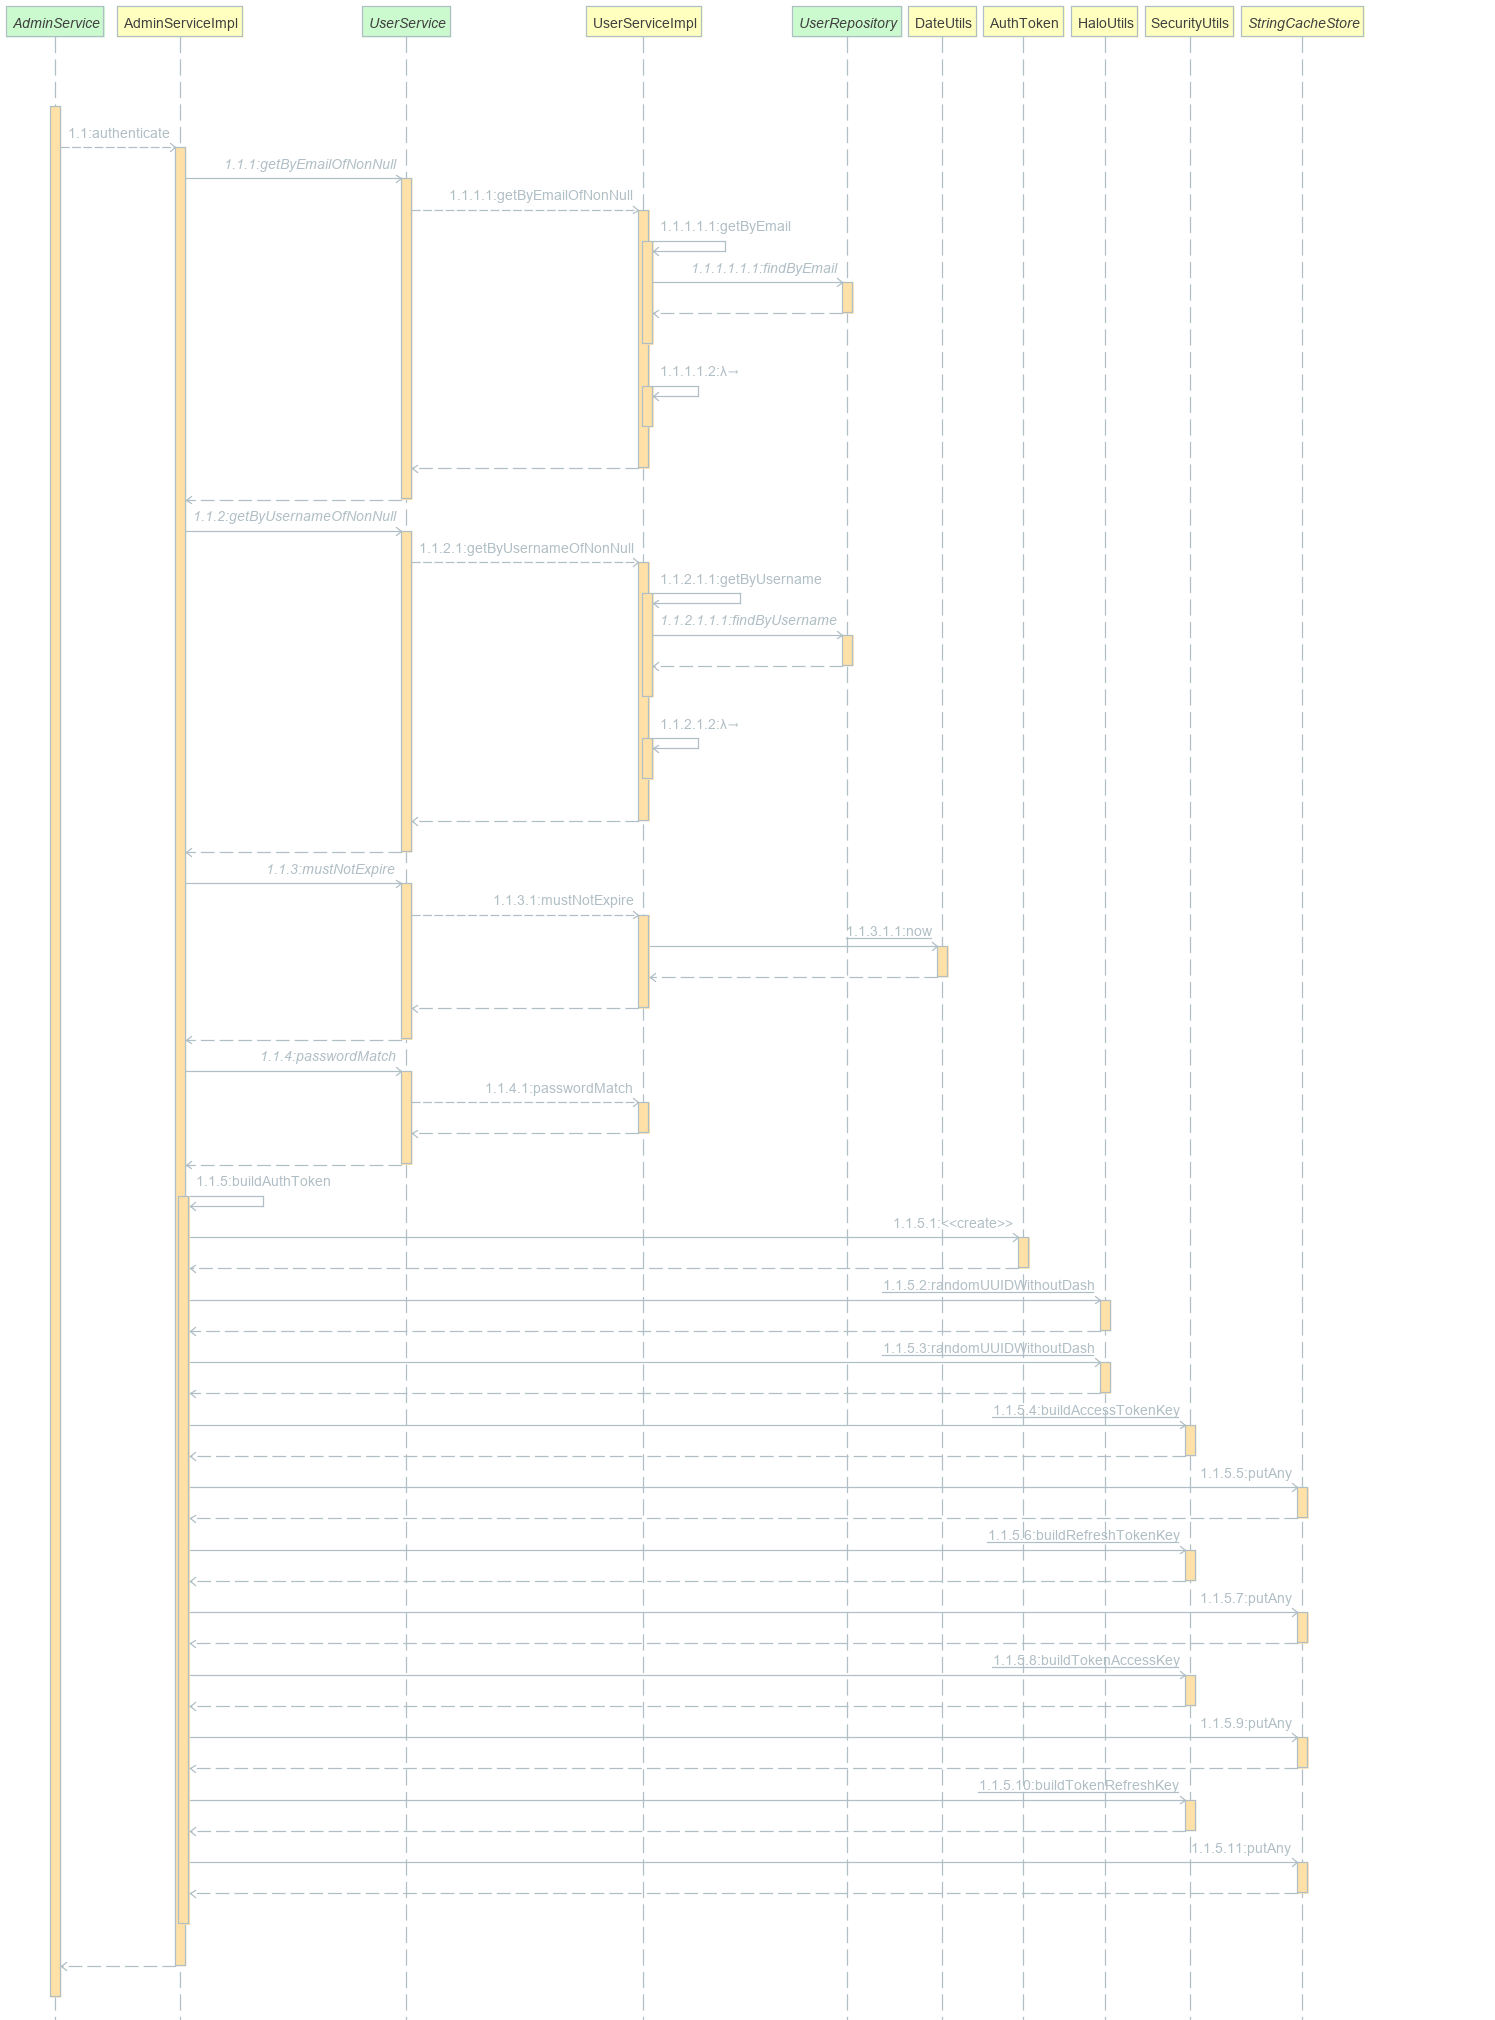 AdminService
AdminServiceImpl
UserService
UserServiceImpl
UserRepository
DateUtils
AuthToken
HaloUtils
SecurityUtils
StringCacheStore
1.1:authenticate
1.1.1:getByEmailOfNonNull
1.1.1.1:getByEmailOfNonNull
1.1.1.1.1:getByEmail
1.1.1.1.1.1:findByEmail
1.1.1.1.2:λ→
1.1.2:getByUsernameOfNonNull
1.1.2.1:getByUsernameOfNonNull
1.1.2.1.1:getByUsername
1.1.2.1.1.1:findByUsername
1.1.2.1.2:λ→
1.1.3:mustNotExpire
1.1.3.1:mustNotExpire
1.1.3.1.1:now
1.1.4:passwordMatch
1.1.4.1:passwordMatch
1.1.5:buildAuthToken
1.1.5.1:<<create>>
1.1.5.2:randomUUIDWithoutDash
1.1.5.3:randomUUIDWithoutDash
1.1.5.4:buildAccessTokenKey
1.1.5.5:putAny
1.1.5.6:buildRefreshTokenKey
1.1.5.7:putAny
1.1.5.8:buildTokenAccessKey
1.1.5.9:putAny
1.1.5.10:buildTokenRefreshKey
1.1.5.11:putAny